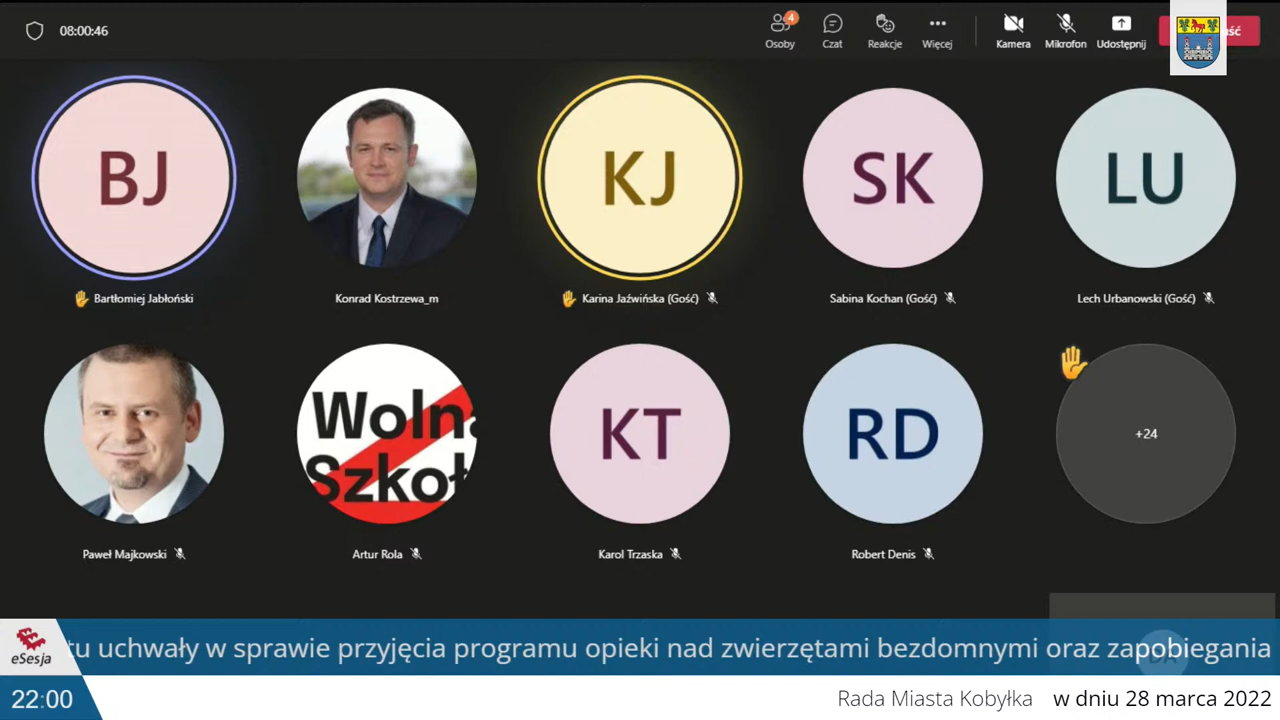 08:00:46
4
Osoby
Czat
Reakcje
Więcej
Kamera
Mikrofon
Udostępnij
ść
BJ
KJ
SK
LU
Bartłomiej Jabłoński
Konrad Kostrzewa_m
Karina Jaźwińska (Gość)
Sabina Kochan (Gość)
Lech Urbanowski (Gość)
Woln
Szkoł
KT
RD
+24
Paweł Majkowski
Artur Rola
Karol Trzaska
Robert Denis
eSesja
tu uchwały w sprawie przyjęcia programu opieki nad zwierzętami bezdomnymi oraz zapobiegania
22:00
Rada Miasta Kobyłka w dniu 28 marca 2022